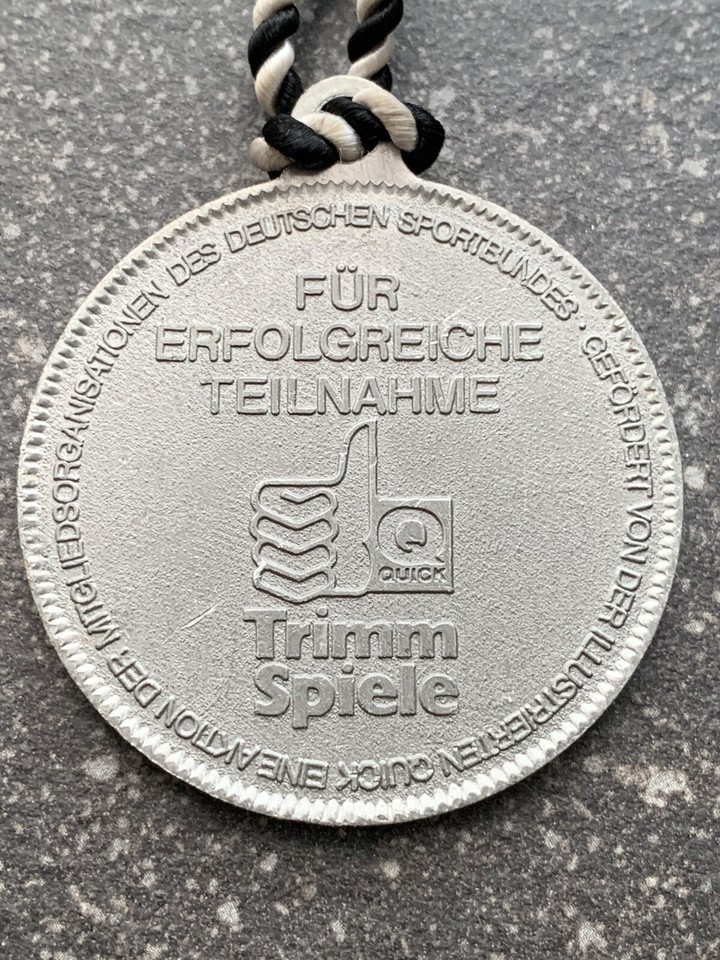 EINE AKTION DER MITGLIEDSORGANISATIONEN DES DEUTSCHEN SPORTBUNDES · GEFÖRDERT VON DER ILLUSTRIERTEN QUICK
FÜR
ERFOLGREICHE
TEILNAHME
Q
QUICK
Trimm
Spiele